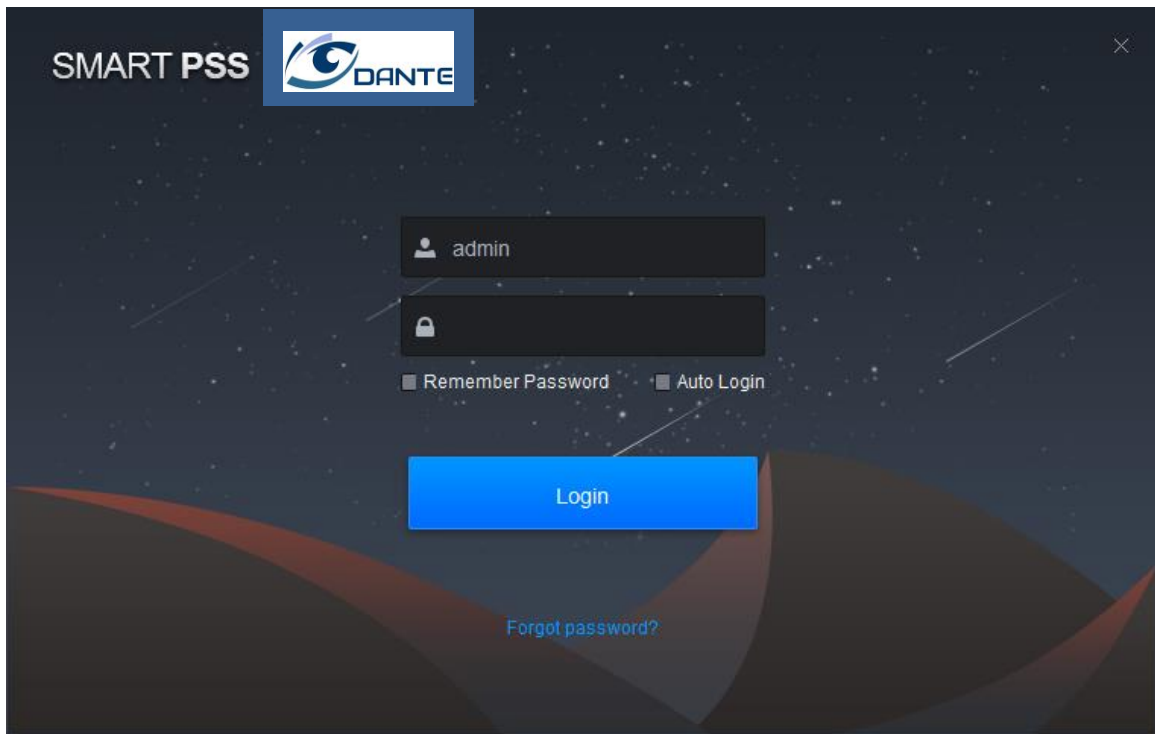 SMART PSS
DANTE
admin
Remember Password
Auto Login
Login
Forgot password?